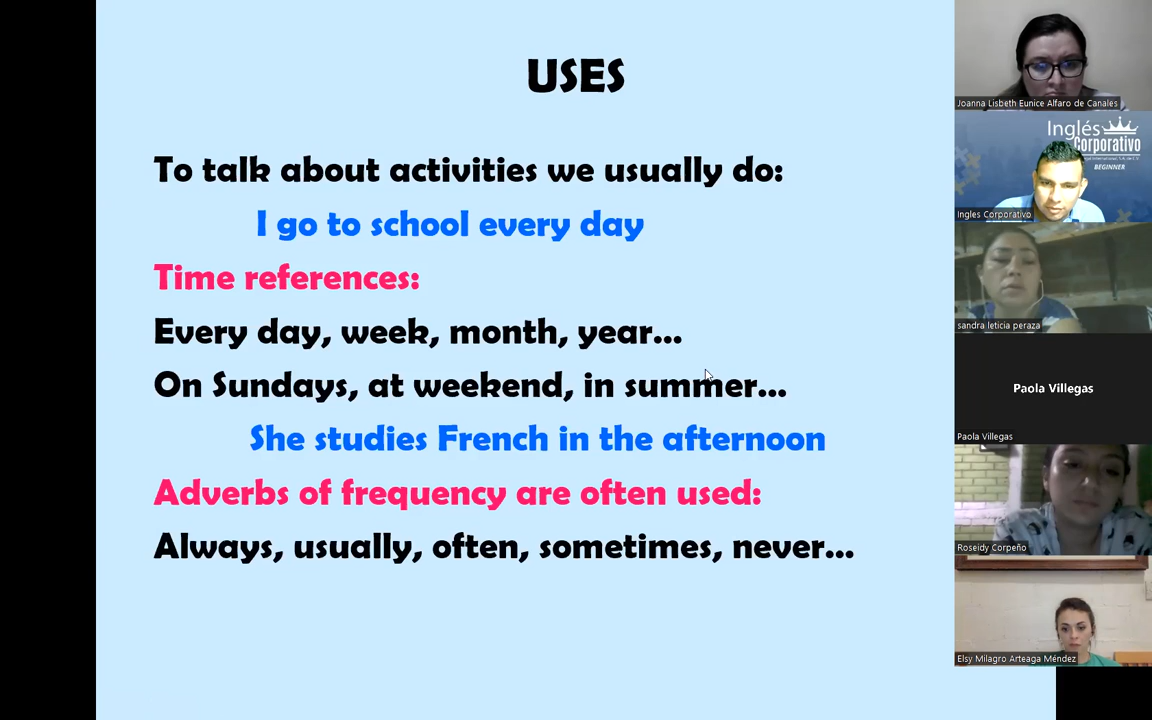 USES
To talk about activities we usually do:
I go to school every day
Time references:
Every day, week, month, year...
On Sundays, at weekend, in summer...
She studies French in the afternoon
Adverbs of frequency are often used:
Always, usually, often, sometimes, never...
Joanna Lisbeth Eunice Alfaro de Canales
Inglés
Corporativo
BEGINNER
Ingles Corporativo
sandra leticia peraza
Paola Villegas
Paola Villegas
Roseidy Corpeño
Elsy Milagro Arteaga Méndez